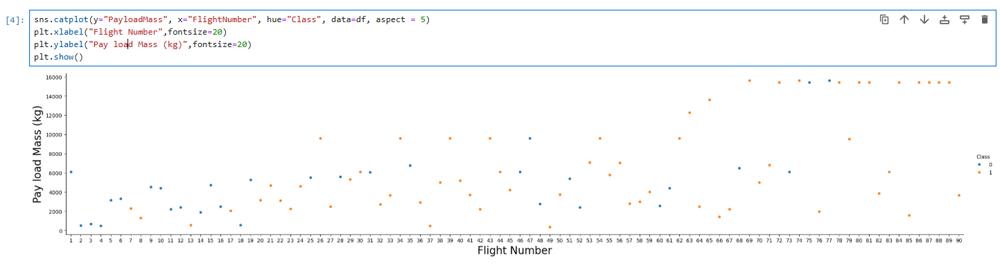 [4]: sns.catplot(y="PayloadMass", x="FlightNumber", hue="Class", data=df, aspect = 5)
plt.xlabel("Flight Number",fontsize=20)
plt.ylabel("Pay load Mass (kg)",fontsize=20)
plt.show()
16000
14000
12000
10000
8000
6000
4000
2000
0
Pay load Mass (kg)
Class
0
1
1 2 3 4 5 6 7 8 9 10 11 12 13 14 15 16 17 18 19 20 21 22 23 24 25 26 27 28 29 30 31 32 33 34 35 36 37 38 39 40 41 42 43 44 45 46 47 48 49 50 51 52 53 54 55 56 57 58 59 60 61 62 63 64 65 66 67 68 69 70 71 72 73 74 75 76 77 78 79 80 81 82 83 84 85 86 87 88 89 90
Flight Number